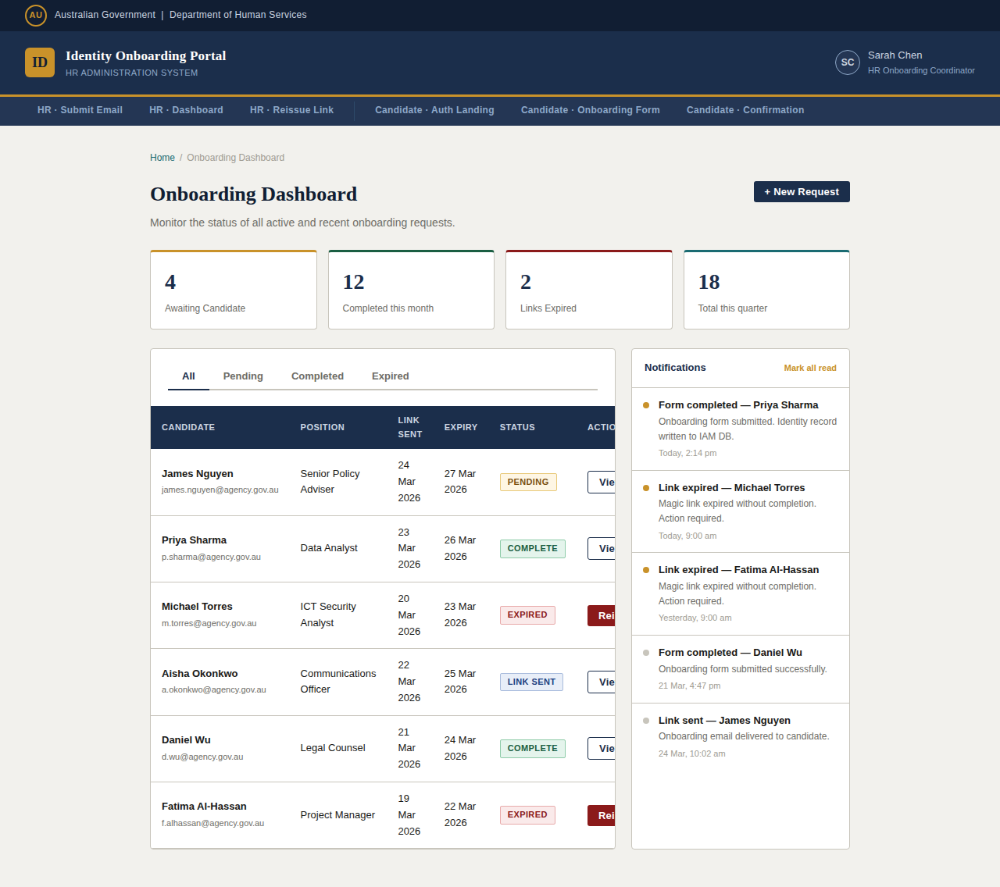 AU Australian Government | Department of Human Services
ID Identity Onboarding Portal
HR ADMINISTRATION SYSTEM
SC Sarah Chen
HR Onboarding Coordinator
HR · Submit Email HR · Dashboard HR · Reissue Link Candidate · Auth Landing Candidate · Onboarding Form Candidate · Confirmation
Home / Onboarding Dashboard
Onboarding Dashboard
+ New Request
Monitor the status of all active and recent onboarding requests.
4
Awaiting Candidate
12
Completed this month
2
Links Expired
18
Total this quarter
All Pending Completed Expired
CANDIDATE POSITION LINK SENT EXPIRY STATUS ACTIO
James Nguyen
james.nguyen@agency.gov.au
Senior Policy
Adviser
24
Mar
2026
27 Mar
2026
PENDING
Vie
Priya Sharma
p.sharma@agency.gov.au
Data Analyst
23
Mar
2026
26 Mar
2026
COMPLETE
Vie
Michael Torres
m.torres@agency.gov.au
ICT Security
Analyst
20
Mar
2026
23 Mar
2026
EXPIRED
Rei
Aisha Okonkwo
a.okonkwo@agency.gov.au
Communications
Officer
22
Mar
2026
25 Mar
2026
LINK SENT
Vie
Daniel Wu
d.wu@agency.gov.au
Legal Counsel
21
Mar
2026
24 Mar
2026
COMPLETE
Vie
Fatima Al-Hassan
f.alhassan@agency.gov.au
Project Manager
19
Mar
2026
22 Mar
2026
EXPIRED
Rei
Notifications Mark all read
Form completed — Priya Sharma
Onboarding form submitted. Identity record
written to IAM DB.
Today, 2:14 pm
Link expired — Michael Torres
Magic link expired without completion.
Action required.
Today, 9:00 am
Link expired — Fatima Al-Hassan
Magic link expired without completion.
Action required.
Yesterday, 9:00 am
Form completed — Daniel Wu
Onboarding form submitted successfully.
21 Mar, 4:47 pm
Link sent — James Nguyen
Onboarding email delivered to candidate.
24 Mar, 10:02 am